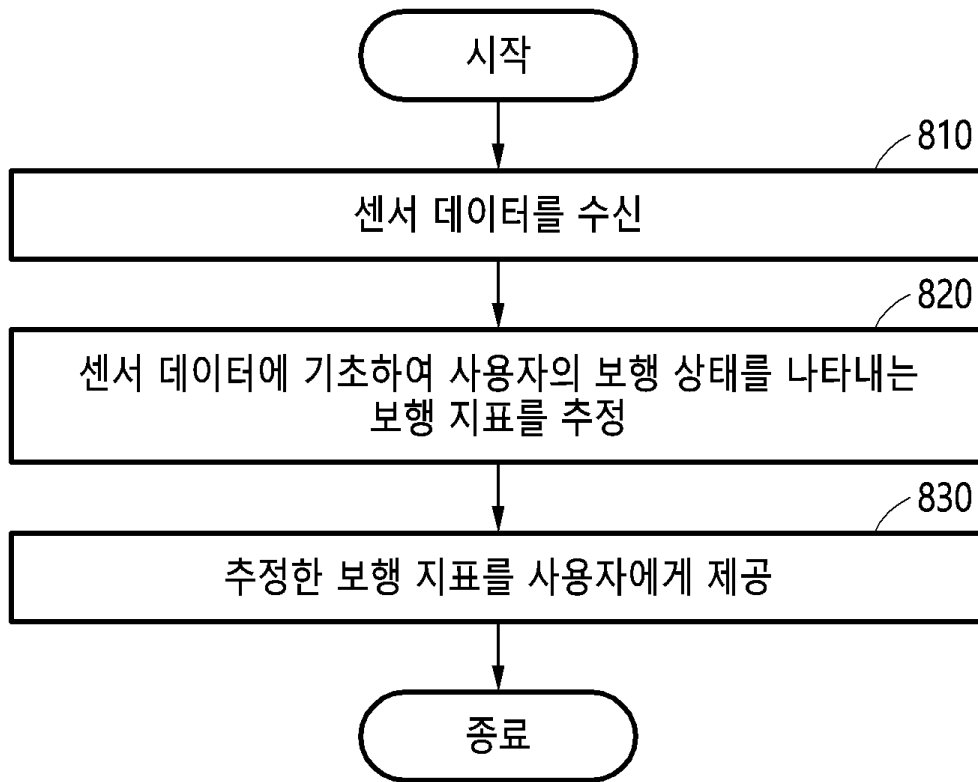 시작
810
센서 데이터를 수신
820
센서 데이터에 기초하여 사용자의 보행 상태를 나타내는
보행 지표를 추정
830
추정한 보행 지표를 사용자에게 제공
종료